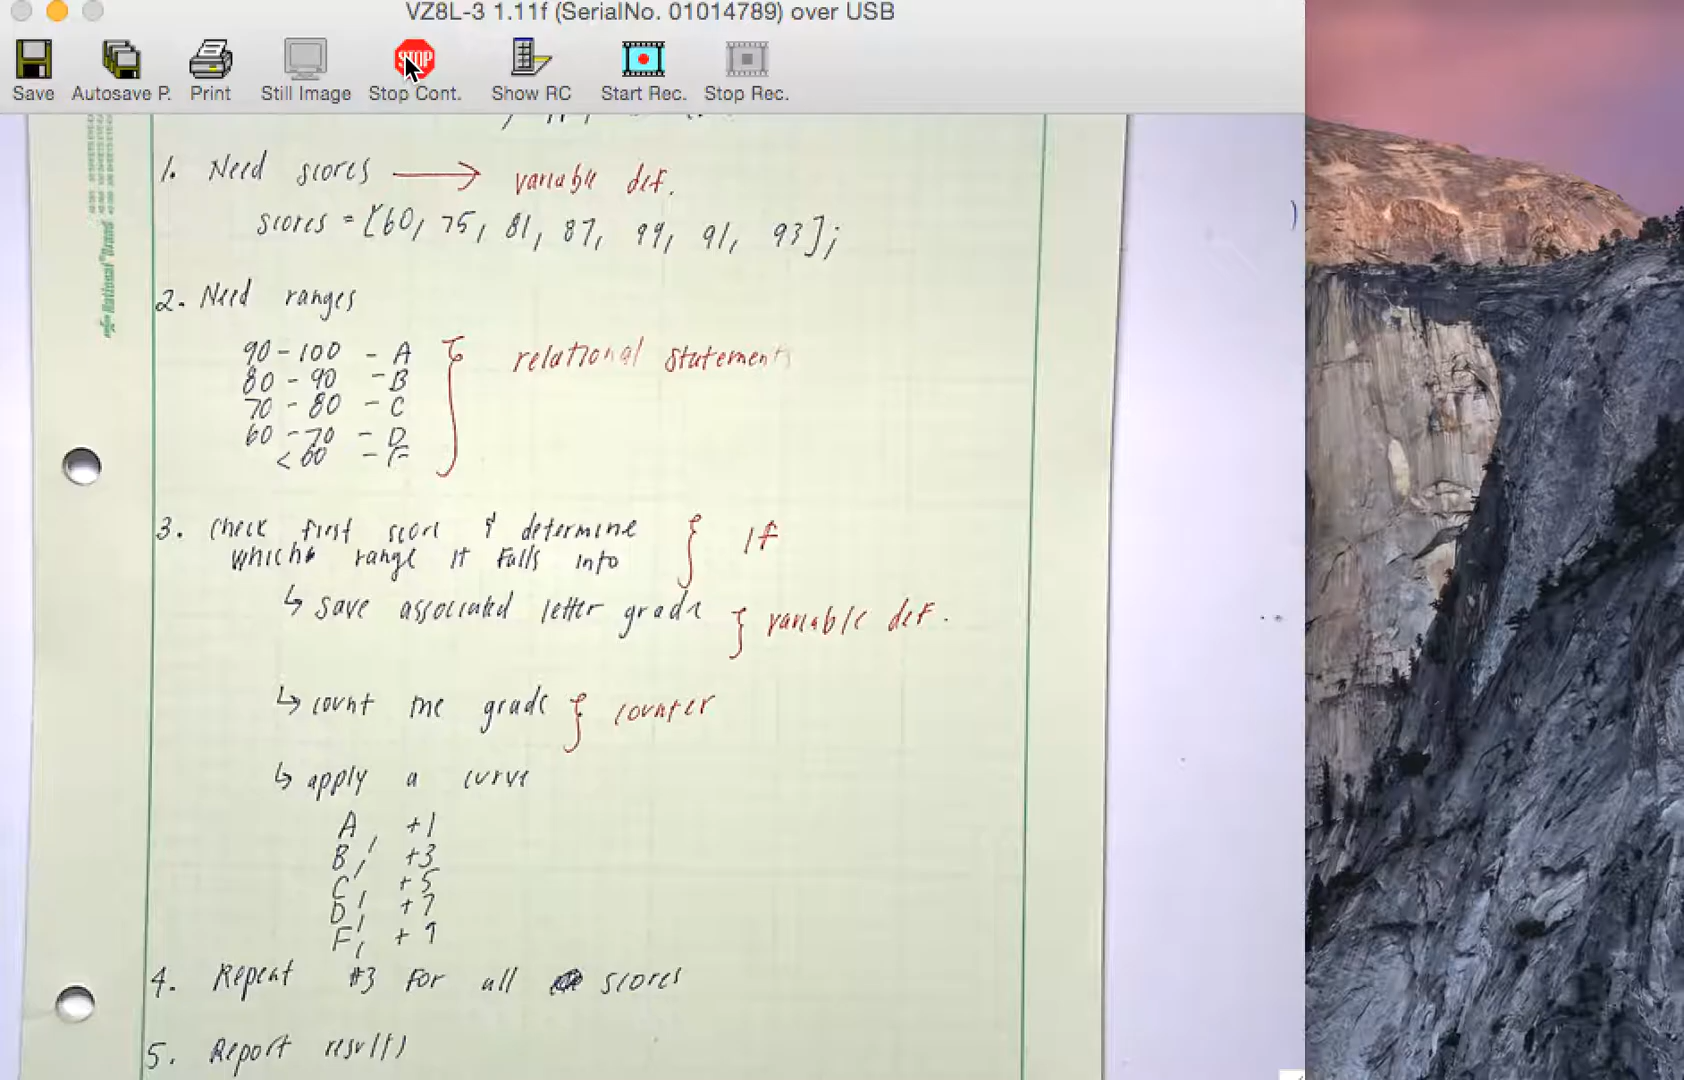 VZ8L-3 1.11f (SerialNo. 01014789) over USB
Save Autosave P. Print Still Image Stop Cont. Show RC Start Rec. Stop Rec.
STOP
1. Need scores → variable def.
scores = [60, 75, 81, 87, 99, 91, 93];
2. Need ranges
90-100 - A
80-90 - B
70-80 - C
60-70 - D
<60 - F
relational statements
3. Check first score & determine
which range it falls into
If
↳ save associated letter grade } variable def.
↳ count the grade } counter
↳ apply a curve
A, +1
B, +3
C, +5
D, +7
F,
4. Repeat #3 for all scores
5. Report results